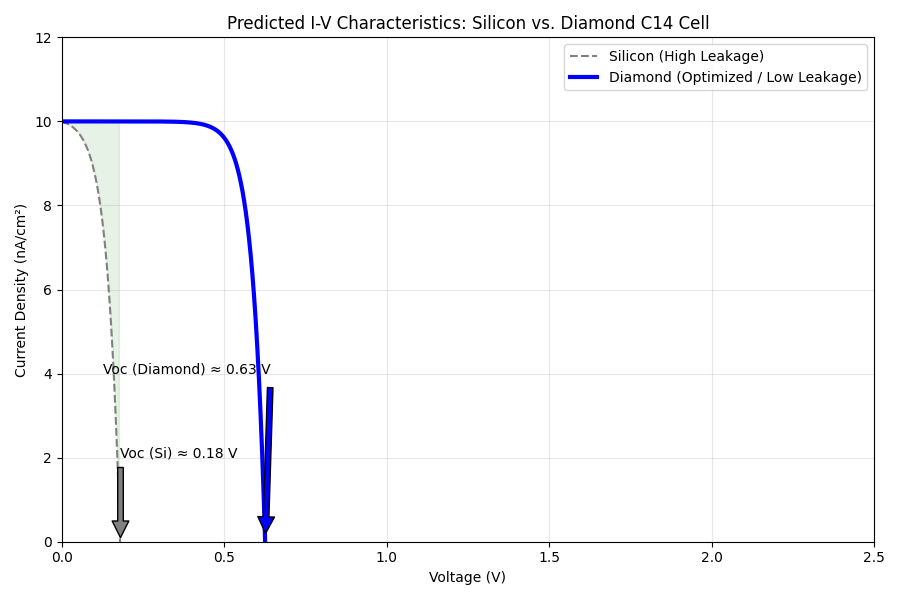 Predicted I-V Characteristics: Silicon vs. Diamond C14 Cell
Silicon (High Leakage)
Diamond (Optimized / Low Leakage)
Current Density (nA/cm²)
12
10
8
6
4
2
0
Voc (Diamond) ≈ 0.63 V
Voc (Si) ≈ 0.18 V
0.0 0.5 1.0 1.5 2.0 2.5
Voltage (V)